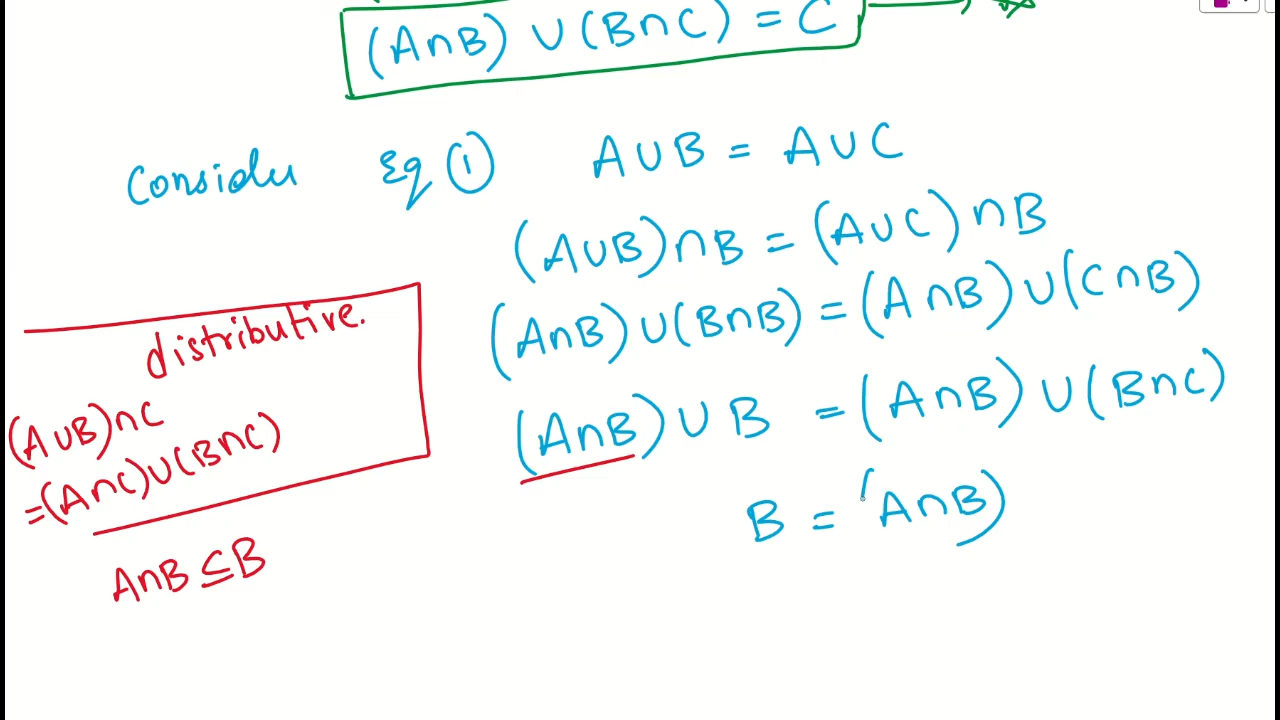 (A∩B) ∪ (B∩C) = C
Consider Eq ① A∪B = A∪C
(A∪B)∩B = (A∪C)∩B
(A∩B)∪(B∩B) = (A∩B)∪(C∩B)
(A∩B)∪B = (A∩B)∪(B∩C)
B = (A∩B)
distributive.
(A∪B)∩C
=(A∩C)∪(B∩C)
A∩B⊆B